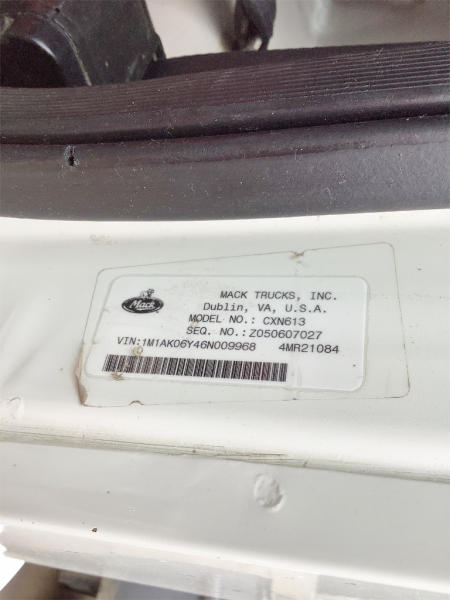 Mack
MACK TRUCKS, INC.
Dublin, VA, U.S.A.
MODEL NO.: CXN613
SEQ. NO.:Z050607027
VIN:1M1AK06Y46N009968 4MR21084